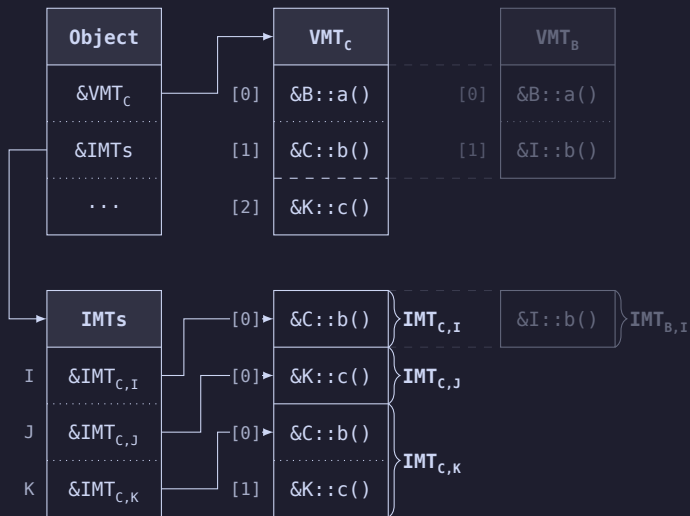 Object VMT_C VMT_B
&VMT_C [0] &B::a() [0] &B::a()
&IMTs [1] &C::b() [1] &I::b()
... [2] &K::c()
IMTs [0] &C::b() IMT_C,I &I::b() IMT_B,I
I &IMT_C,I [0] &K::c() IMT_C,J
J &IMT_C,J [0] &C::b()
IMT_C,K
K &IMT_C,K [1] &K::c()